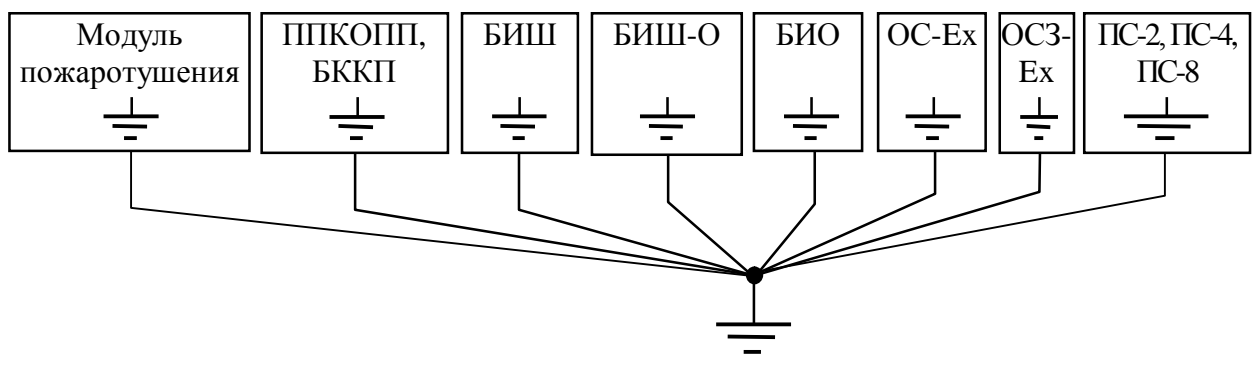 Модуль
пожаротушения
ППКОПП,
БККП
БИШ
БИШ-О
БИО
ОС-Ex
ОСЗ-
Ex
ПС-2, ПС-4,
ПС-8